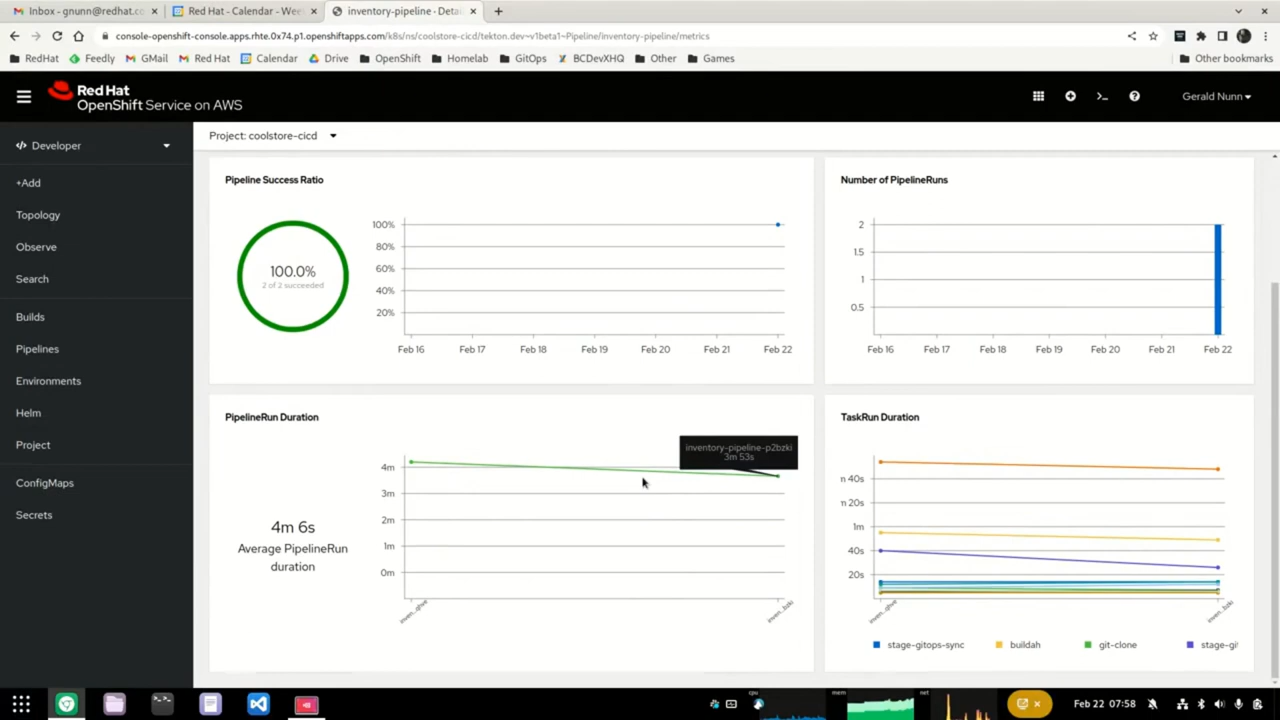 Inbox - gnunn@redhat.co
Red Hat - Calendar - Wee
inventory-pipeline - Deta
console-openshift-console.apps.rhte.0x74.p1.openshiftapps.com/k8s/ns/coolstore-cicd/tekton.dev~v1beta1~Pipeline/inventory-pipeline/metrics
RedHat Feedly GMail Red Hat Calendar Drive OpenShift Homelab GitOps BCDevXHQ Other Games Other bookmarks
Red Hat
OpenShift Service on AWS
Gerald Nunn
Developer
+Add
Topology
Observe
Search
Builds
Pipelines
Environments
Helm
Project
ConfigMaps
Secrets
Project: coolstore-cicd
Pipeline Success Ratio
100.0%
2 of 2 succeeded
100%
80%
60%
40%
20%
Feb 16 Feb 17 Feb 18 Feb 19 Feb 20 Feb 21 Feb 22
Number of PipelineRuns
2
1.5
1
0.5
Feb 16 Feb 17 Feb 18 Feb 19 Feb 20 Feb 21 Feb 22
PipelineRun Duration
4m 6s
Average PipelineRun
duration
inventory-pipeline-p2bzki
3m 53s
4m
3m
2m
1m
0m
TaskRun Duration
m 40s
m 20s
1m
40s
20s
stage-gitops-sync buildah git-clone stage-gi
cpu mem net
Feb 22 07:58